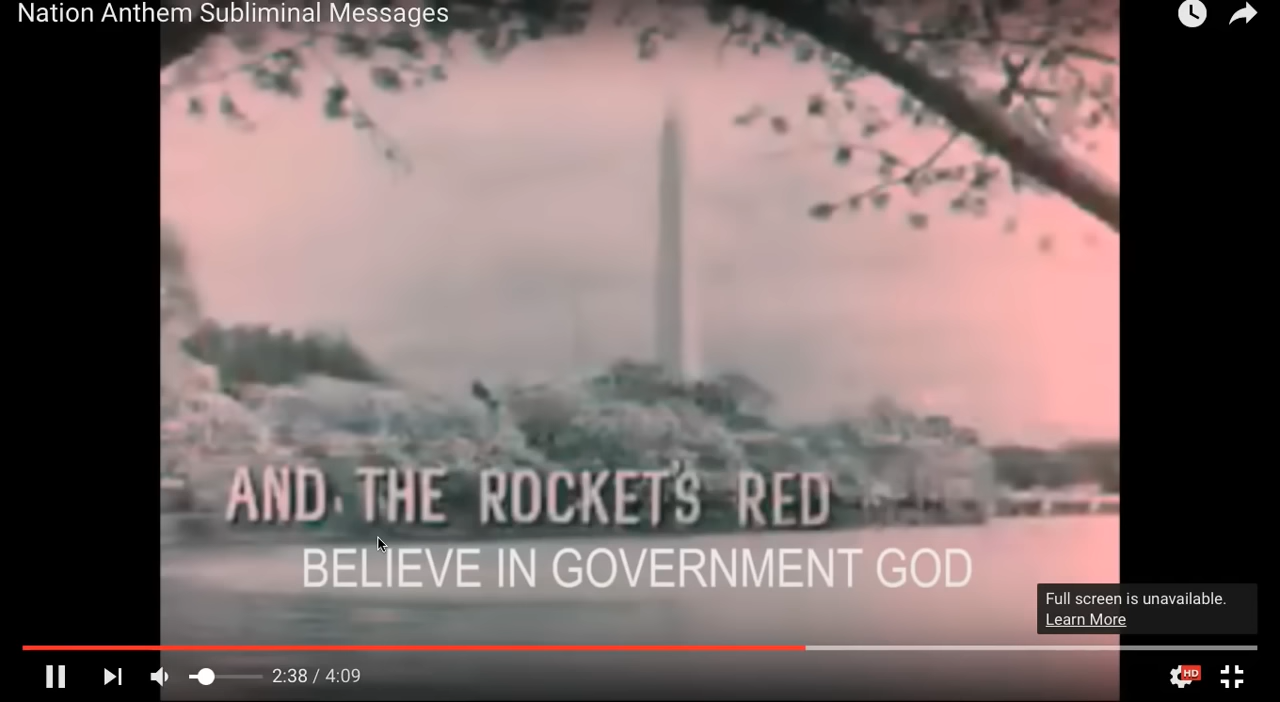 Nation Anthem Subliminal Messages
AND THE ROCKET'S RED
BELIEVE IN GOVERNMENT GOD
Full screen is unavailable.
Learn More
2:38 / 4:09
HD